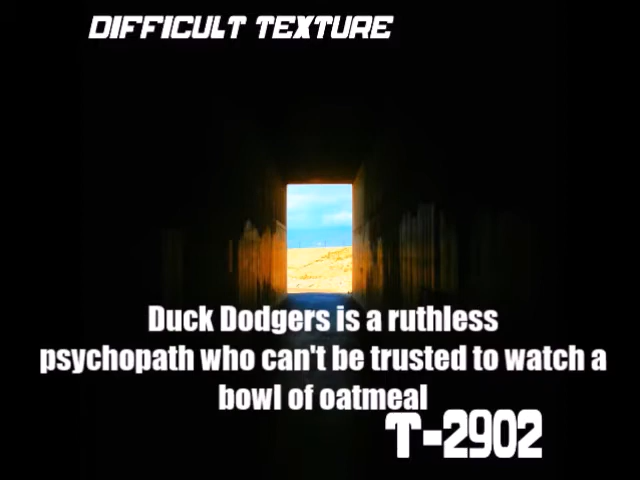 DIFFICULT TEXTURE
Duck Dodgers is a ruthless
psychopath who can't be trusted to watch a
bowl of oatmeal
T-2902